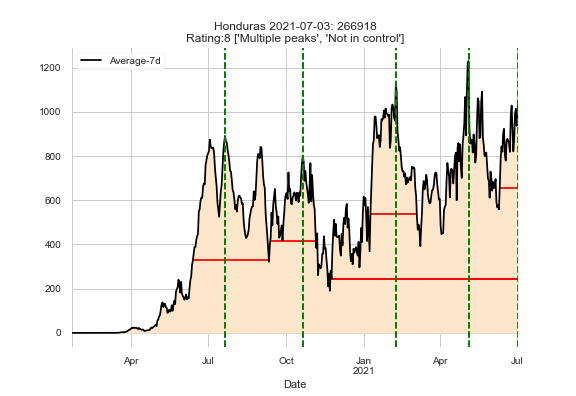 Honduras 2021-07-03: 266918
Rating:8 ['Multiple peaks', 'Not in control']
Average-7d
1200
1000
800
600
400
200
0
Apr
Jul
Oct
Jan
2021
Apr
Jul
Date